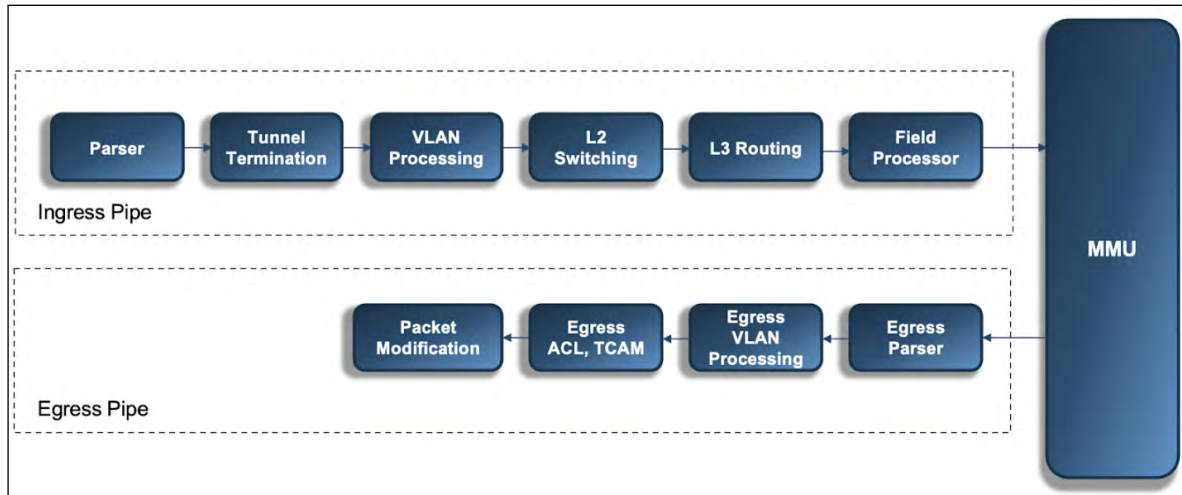 Parser
Tunnel
Termination
VLAN
Processing
L2
Switching
L3 Routing
Field
Processor
Ingress Pipe
MMU
Packet
Modification
Egress
ACL, TCAM
Egress
VLAN
Processing
Egress
Parser
Egress Pipe